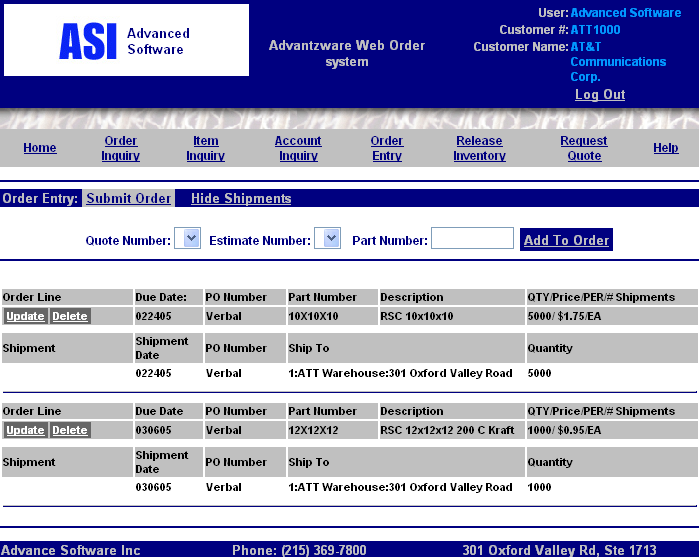 ASI Advanced Software
Advantzware Web Order system
User: Advanced Software
Customer #: ATT1000
Customer Name: AT&T Communications Corp.
Log Out
Home Order Inquiry Item Inquiry Account Inquiry Order Entry Release Inventory Request Quote Help
Order Entry: Submit Order Hide Shipments
Quote Number: Estimate Number: Part Number: Add To Order
Order Line Due Date: PO Number Part Number Description QTY/Price/PER/# Shipments
Update Delete 022405 Verbal 10X10X10 RSC 10x10x10 5000/ $1.75/EA
Shipment Shipment Date PO Number Ship To Quantity
022405 Verbal 1:ATT Warehouse:301 Oxford Valley Road 5000
Order Line Due Date PO Number Part Number Description QTY/Price/PER/# Shipments
Update Delete 030605 Verbal 12X12X12 RSC 12x12x12 200 C Kraft 1000/ $0.95/EA
Shipment Shipment Date PO Number Ship To Quantity
030605 Verbal 1:ATT Warehouse:301 Oxford Valley Road 1000
Advance Software Inc Phone: (215) 369-7800 301 Oxford Valley Rd, Ste 1713